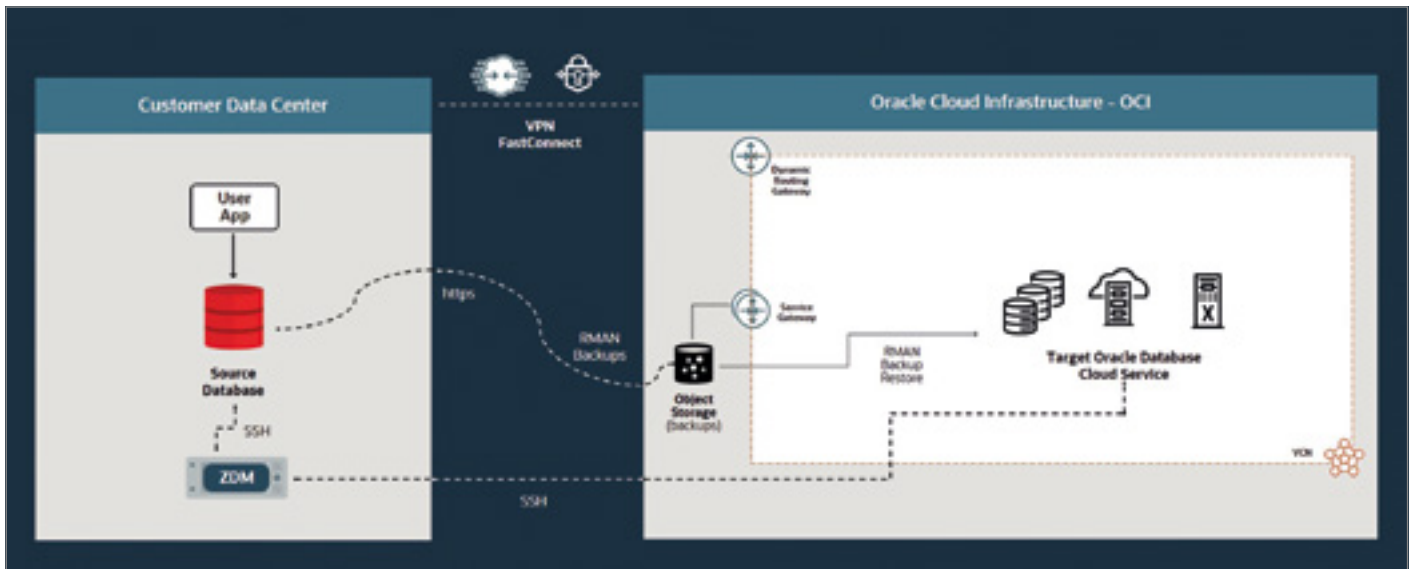 Customer Data Center
VPN
FastConnect
Oracle Cloud Infrastructure - OCI
User
App
Source
Database
SSH
ZDM
https
RMAN
Backups
SSH
Dynamic
Routing
Gateway
Service
Gateway
Object
Storage
(backups)
RMAN
Backup
Restore
X
Target Oracle Database
Cloud Service
VCN